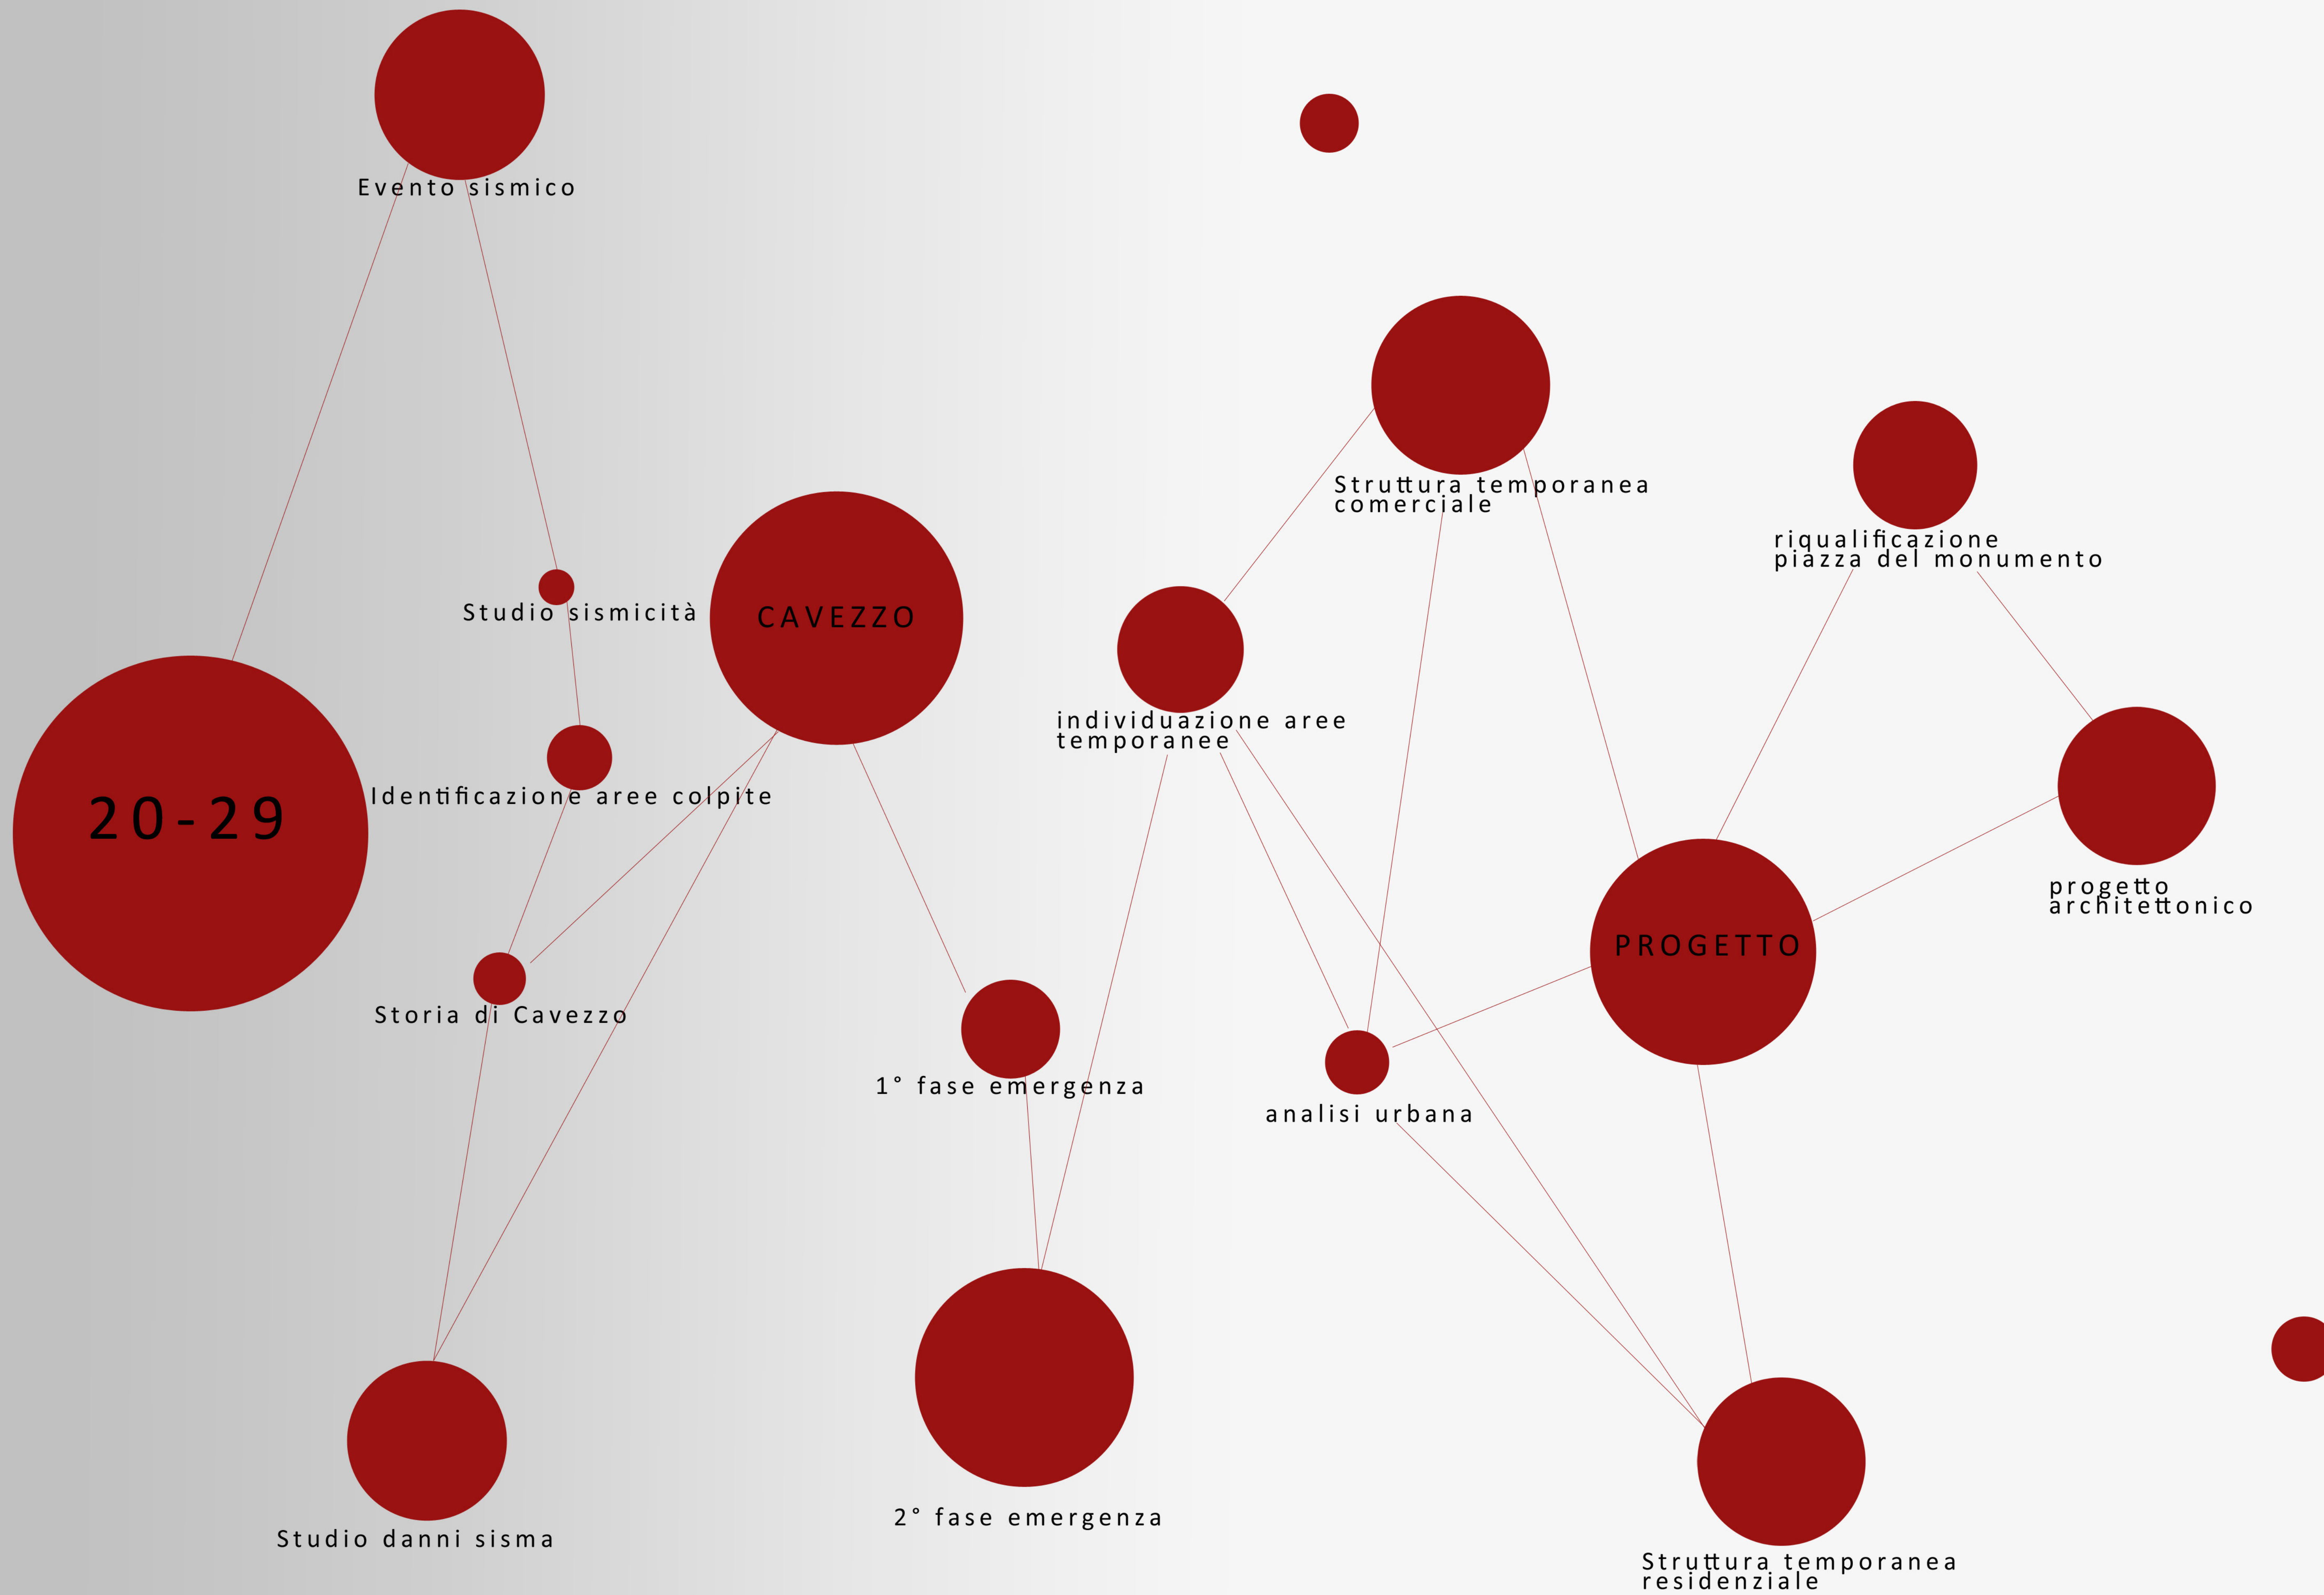 Evento sismico
Studio sismicità
CAVEZZO
20-29
Identificazione aree colpite
Storia di Cavezzo
Studio danni sisma
1° fase emergenza
2° fase emergenza
individuazione aree
temporanee
Struttura temporanea
comerciale
analisi urbana
PROGETTO
riqualificazione
piazza del monumento
progetto
architettonico
Struttura temporanea
residenziale